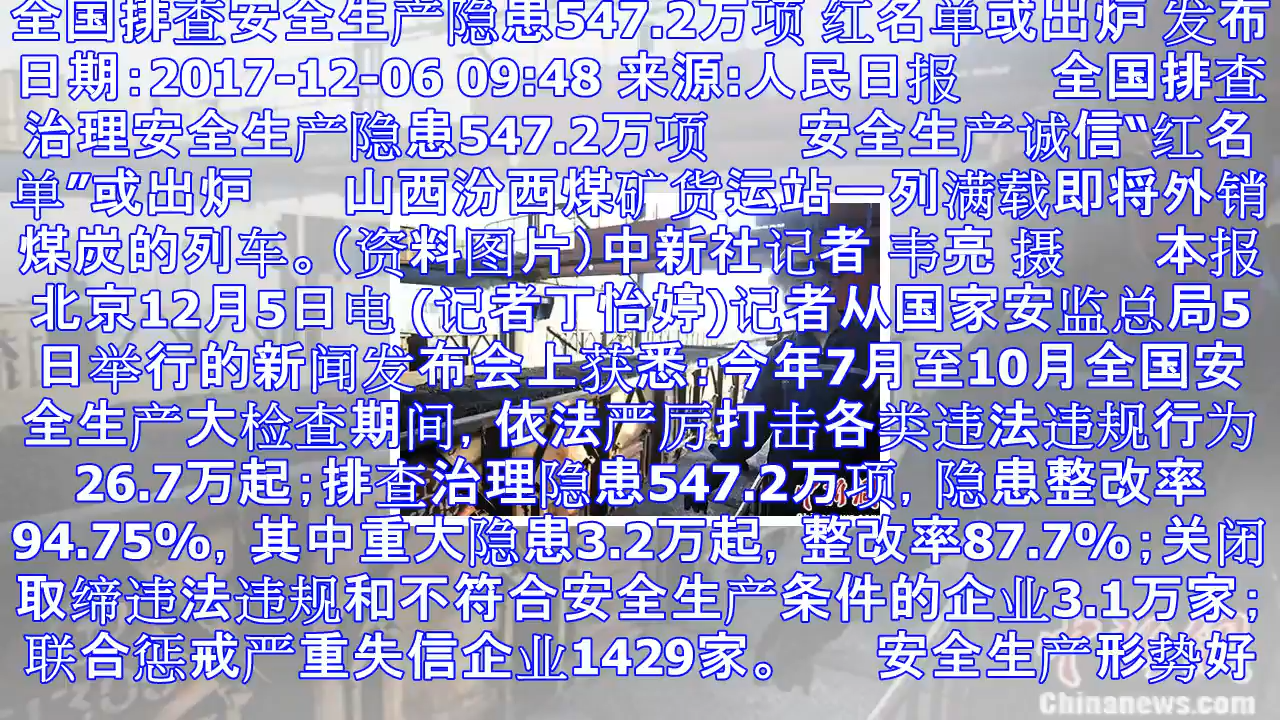 全国排查安全生产隐患547.2万项 红名单或出炉 发布
日期:2017-12-06 09:48 来源:人民日报　　全国排查
治理安全生产隐患547.2万项　　安全生产诚信“红名
单”或出炉　　山西汾西煤矿货运站一列满载即将外销
煤炭的列车。(资料图片)中新社记者 韦亮 摄　　本报
北京12月5日电 (记者丁怡婷)记者从国家安监总局5
日举行的新闻发布会上获悉:今年7月至10月全国安
全生产大检查期间, 依法严厉打击各类违法违规行为
26.7万起;排查治理隐患547.2万项, 隐患整改率
94.75%, 其中重大隐患3.2万起, 整改率87.7%;关闭
取缔违法违规和不符合安全生产条件的企业3.1万家;
联合惩戒严重失信企业1429家。　　安全生产形势好
中新网
Chinanews.com